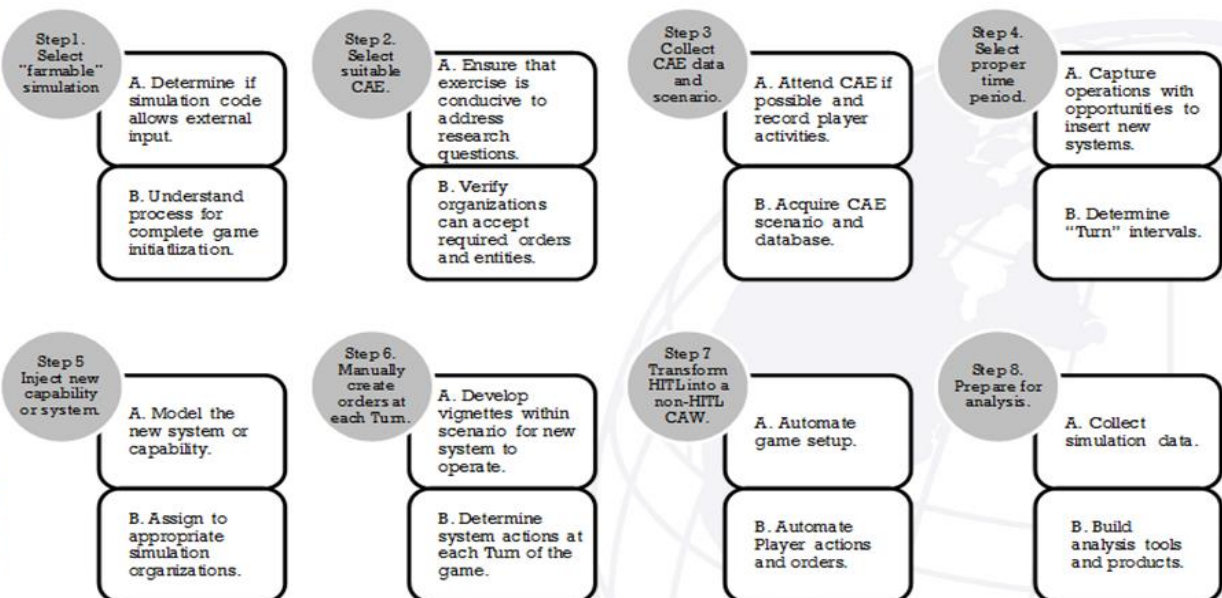 Step1.
Select
"farmable"
simulation
A. Determine if
simulation code
allows external
input.
B. Understand
process for
complete game
initiatlization.
Step 2.
Select
suitable
CAE.
A. Ensure that
exercise is
conducive to
address
research
questions.
B. Verify
organizations
can accept
required orders
and entities.
Step 3
Collect
CAE data
and
scenario.
A. Attend CAE if
possible and
record player
activities.
B. Acquire CAE
scenario and
database.
Step 4.
Select
proper
time
period.
A. Capture
operations with
opportunities to
insert new
systems.
B. Determine
"Turn" intervals.
Step 5
Inject new
capability
or system.
A. Model the
new system or
capability.
B. Assign to
appropriate
simulation
organizations.
Step 6.
Manually
create
orders at
each Turn.
A. Develop
vignettes within
scenario for new
system to
operate.
B. Determine
system actions at
each Turn of the
game.
Step 7
Transform
HITL into a
non-HITL
CAW.
A. Automate
game setup.
B. Automate
Player actions
and orders.
Step 8.
Prepare for
analysis.
A. Collect
simulation data.
B. Build
analysis tools
and products.